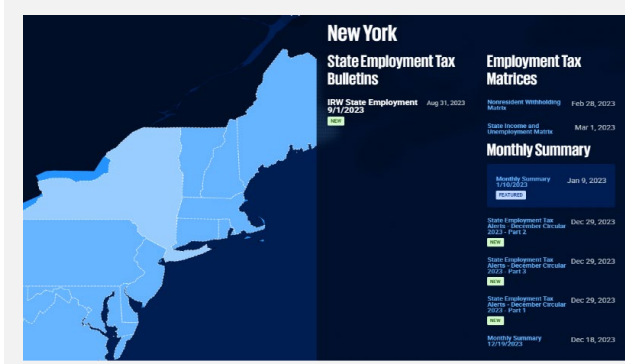 New York
State Employment Tax
Bulletins
IRW State Employment
9/1/2023
Aug 31, 2023
NEW
Employment Tax
Matrices
Nonresident Withholding
Matrix
Feb 28, 2023
State Income and
Unemployment Matrix
Mar 1, 2023
Monthly Summary
Monthly Summary
1/10/2023
Jan 9, 2023
FEATURED
State Employment Tax
Alerts - December Circular
2023 - Part 2
Dec 29, 2023
NEW
State Employment Tax
Alerts - December Circular
2023 - Part 3
Dec 29, 2023
NEW
State Employment Tax
Alerts - December Circular
2023 - Part 1
Dec 29, 2023
NEW
Monthly Summary
12/19/2023
Dec 18, 2023